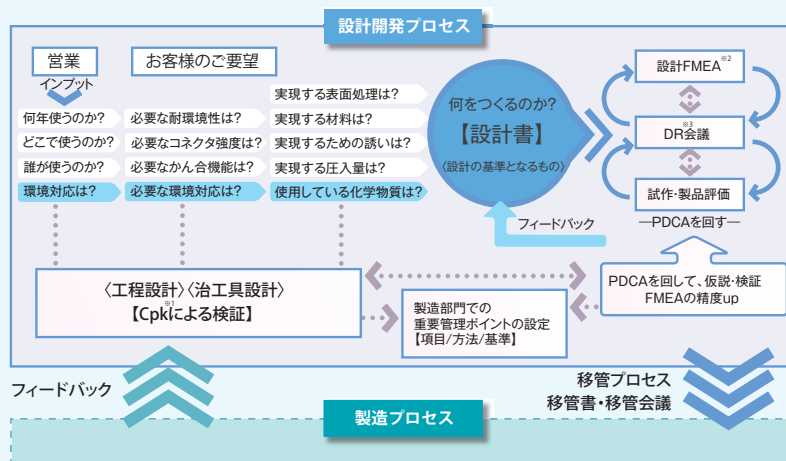 設計開発プロセス
営業
インプット
お客様のご要望
何年使うのか?
どこで使うのか?
誰が使うのか?
環境対応は?
必要な耐環境性は?
必要なコネクタ強度は?
必要なかん合機能は?
必要な環境対応は?
実現する表面処理は?
実現する材料は?
実現するための誘いは?
実現する圧入量は?
使用している化学物質は?
何をつくるのか?
【設計書】
〈設計の基準となるもの〉
設計FMEA※2
※3
DR会議
試作・製品評価
―PDCAを回す―
フィードバック
〈工程設計〉〈治工具設計〉
※1
【Cpkによる検証】
製造部門での
重要管理ポイントの設定
【項目/方法/基準】
PDCAを回して、仮説・検証
FMEAの精度up
フィードバック
移管プロセス
移管書・移管会議
製造プロセス